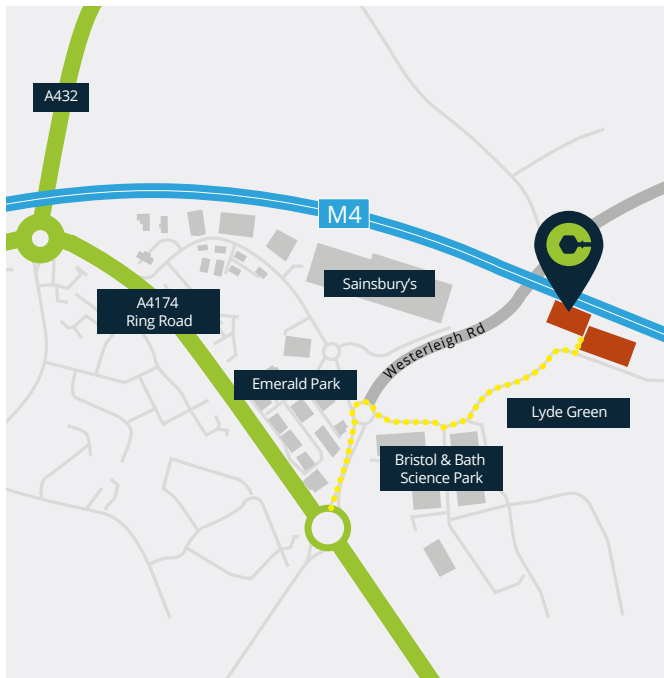 A432
M4
Sainsbury's
A4174
Ring Road
Westerleigh Rd
Emerald Park
Lyde Green
Bristol & Bath
Science Park